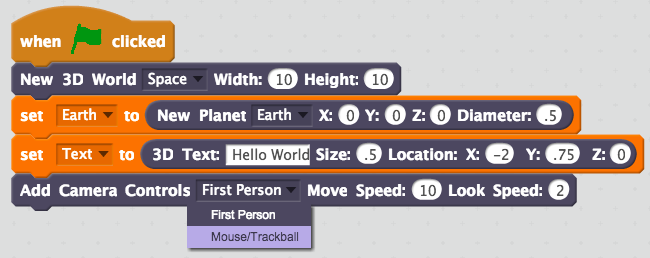 when clicked
New 3D World Space Width: 10 Height: 10
set Earth to New Planet Earth X: 0 Y: 0 Z: 0 Diameter: .5
set Text to 3D Text: Hello World Size: .5 Location: X: -2 Y: .75 Z: 0
Add Camera Controls First Person Move Speed: 10 Look Speed: 2
First Person
Mouse/Trackball